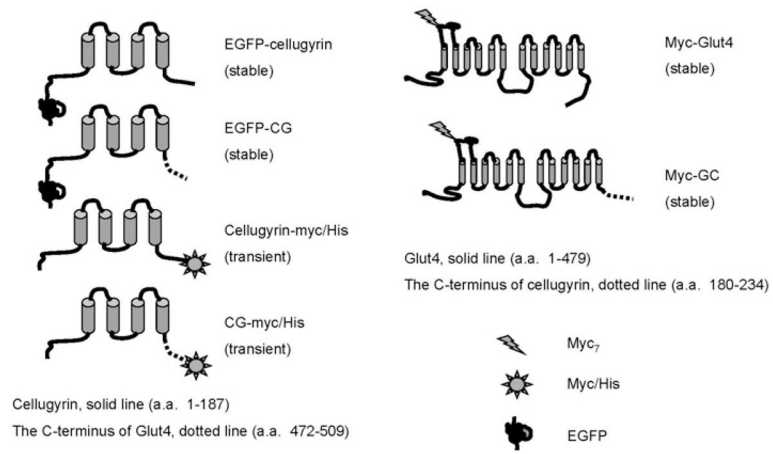 EGFP-cellugyrin
(stable)
EGFP-CG
(stable)
Cellugyrin-myc/His
(transient)
CG-myc/His
(transient)
Cellugyrin, solid line (a.a. 1-187)
The C-terminus of Glut4, dotted line (a.a. 472-509)
Myc-Glut4
(stable)
Myc-GC
(stable)
Glut4, solid line (a.a. 1-479)
The C-terminus of cellugyrin, dotted line (a.a. 180-234)
Myc₇
Myc/His
EGFP